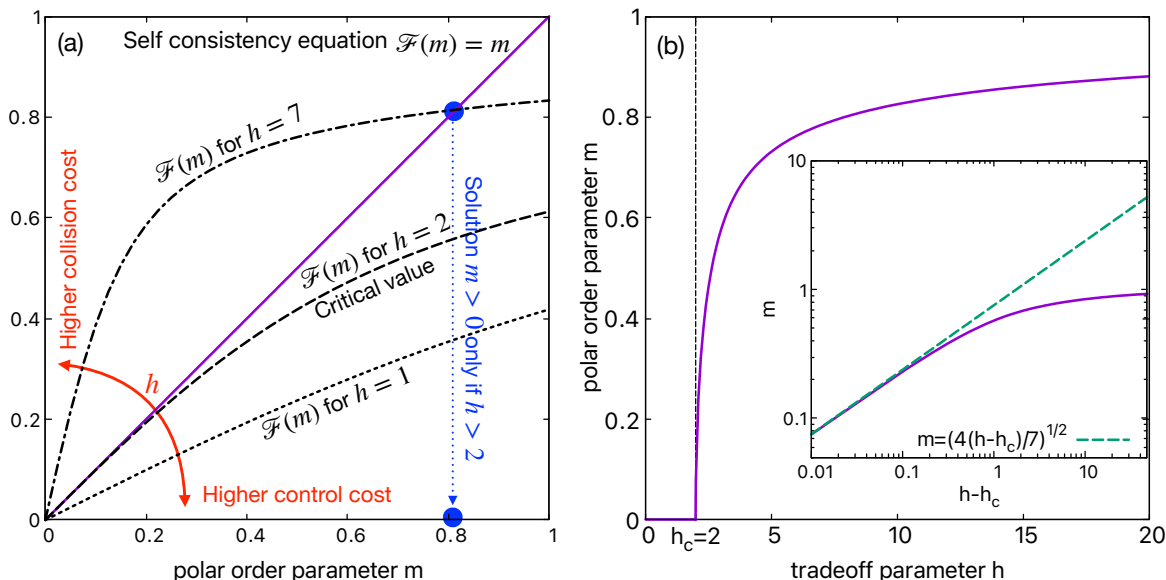 (a)
Self consistency equation ℱ(m) = m
ℱ(m) for h = 7
ℱ(m) for h = 2
Critical value
ℱ(m) for h = 1
Higher collision cost
h
Higher control cost
Solution m > 0 only if h > 2
1
0.8
0.6
0.4
0.2
0
0
0.2
0.4
0.6
0.8
1
polar order parameter m
(b)
polar order parameter m
1
0.8
0.6
0.4
0.2
0
0
h_c=2
5
10
15
20
tradeoff parameter h
10
1
0.1
m
m=(4(h-h_c)/7)^1/2
0.01
0.1
1
10
h-h_c